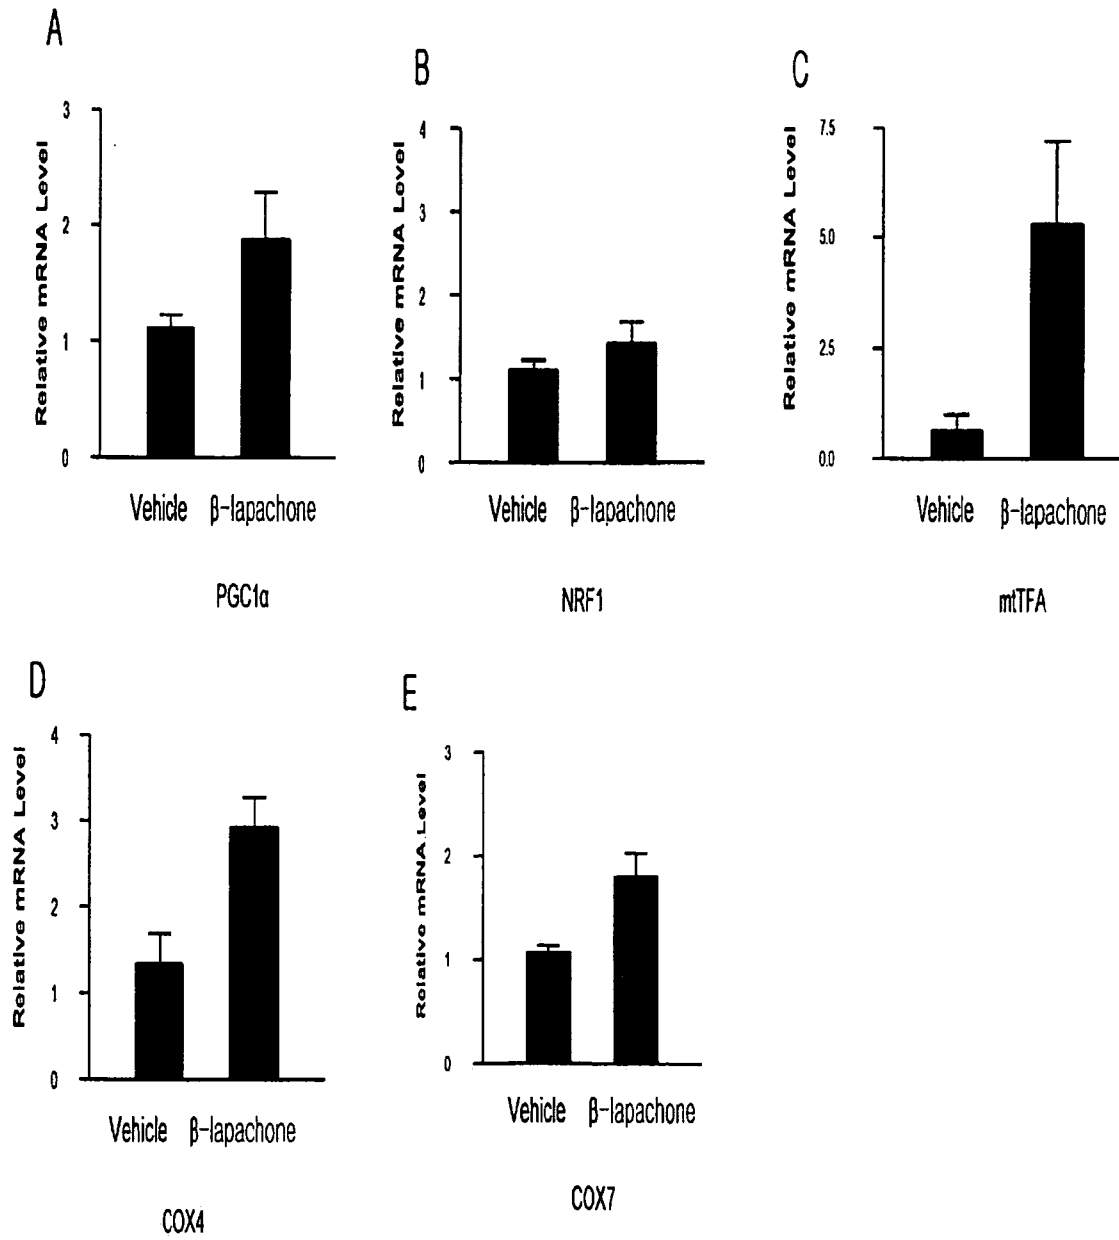 A
Relative mRNA Level
3
2
1
0
Vehicle β-lapachone
PGC1α
B
Relative mRNA Level
4
3
2
1
0
Vehicle β-lapachone
NRF1
C
Relative mRNA Level
7.5
5.0
2.5
0.0
Vehicle β-lapachone
mtTFA
D
Relative mRNA Level
4
3
2
1
0
Vehicle β-lapachone
COX4
E
Relative mRNA Level
3
2
1
0
Vehicle β-lapachone
COX7